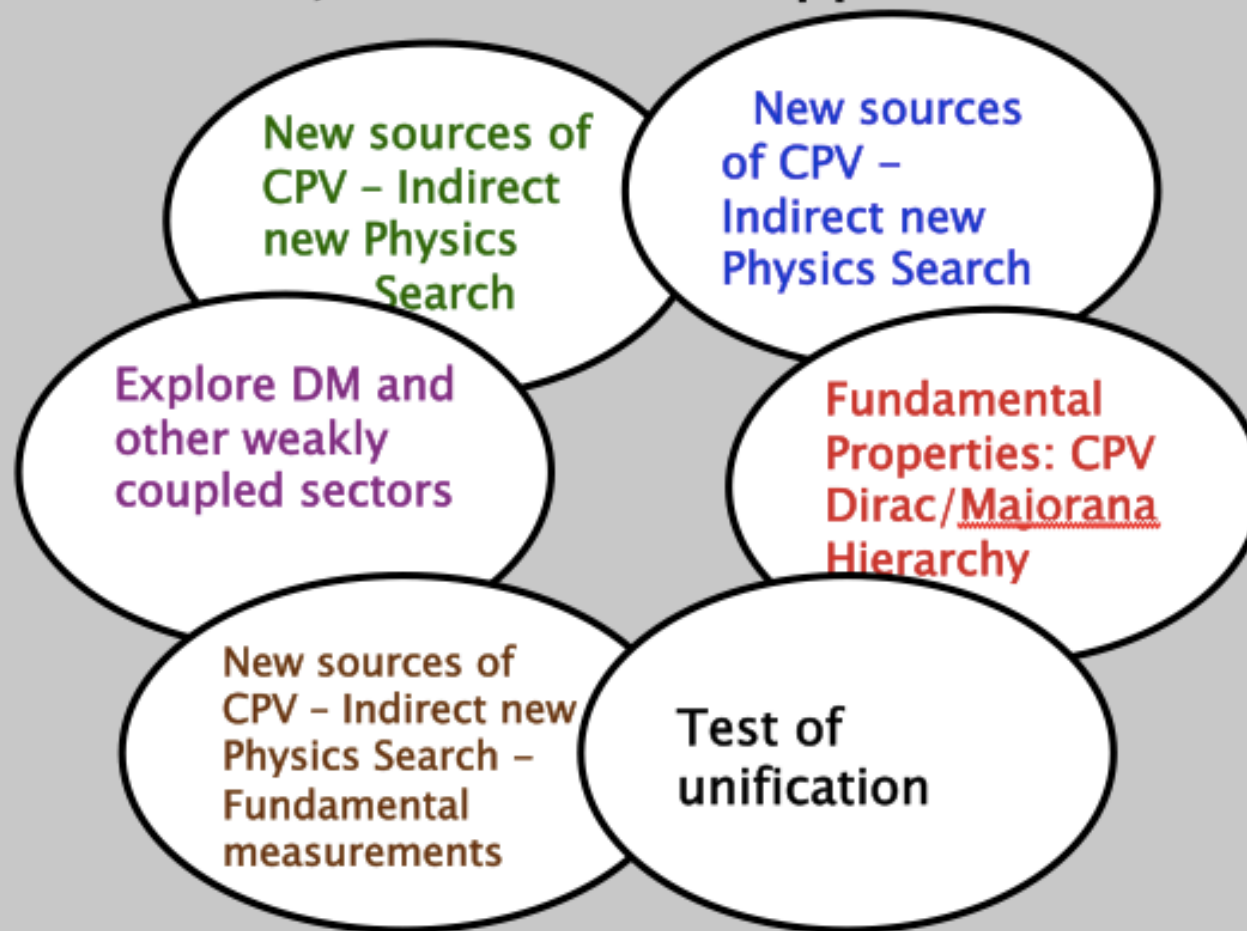 New sources of
CPV – Indirect
new Physics
Search
New sources
of CPV –
Indirect new
Physics Search
Explore DM and
other weakly
coupled sectors
Fundamental
Properties: CPV
Dirac/Majorana
Hierarchy
New sources of
CPV – Indirect new
Physics Search –
Fundamental
measurements
Test of
unification